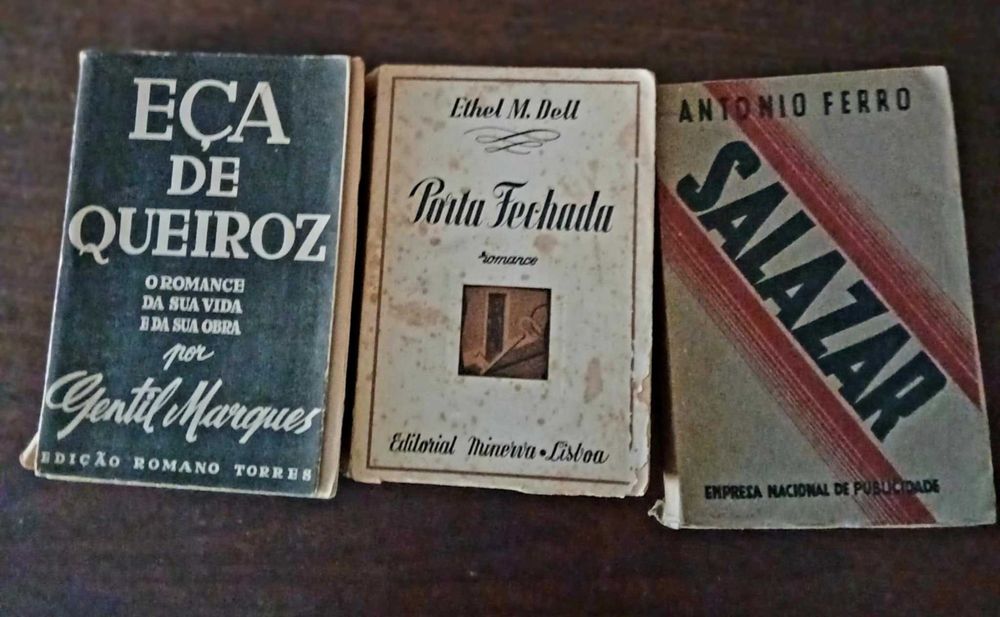 EÇA
DE
QUEIROZ
O ROMANCE
DA SUA VIDA
E DA SUA OBRA
por
Gentil Marques
EDIÇÃO ROMANO TORRES
Ethel M. Dell
Porta Fechada
romance
Editorial Minerva • Lisboa
ANTONIO FERRO
SALAZAR
EMPRESA NACIONAL DE PUBLICIDADE